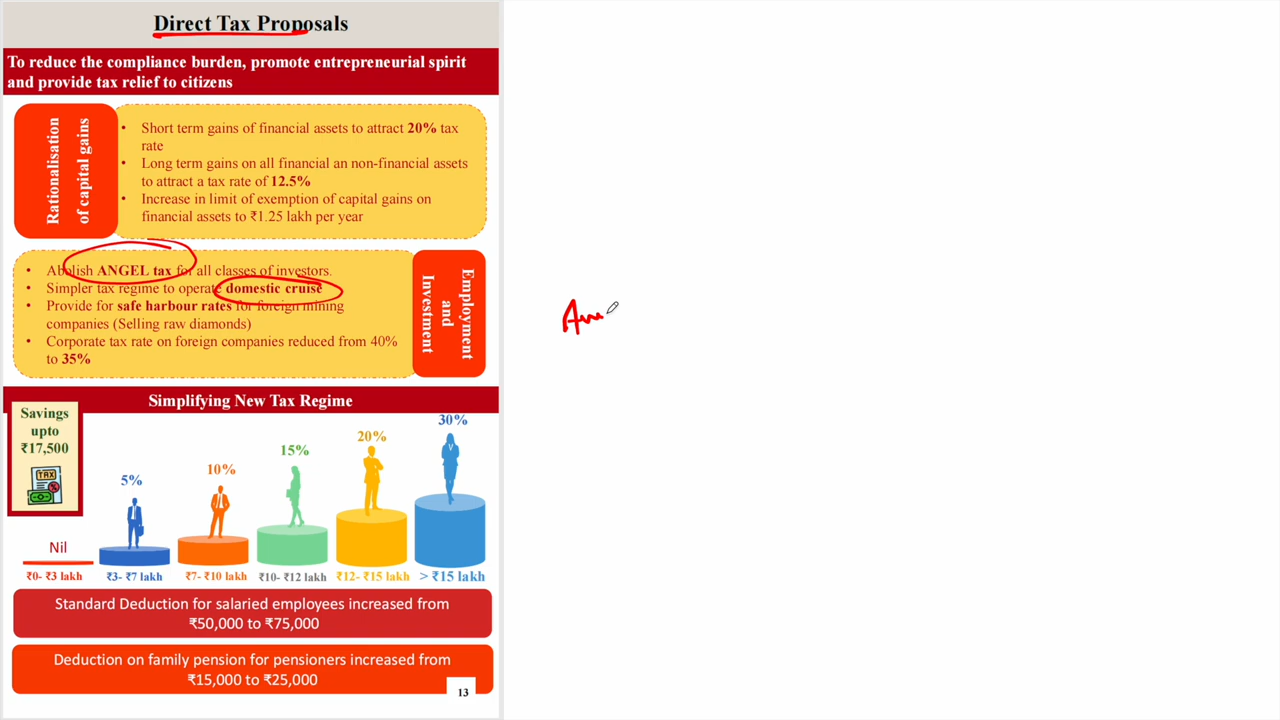 Direct Tax Proposals
To reduce the compliance burden, promote entrepreneurial spirit
and provide tax relief to citizens
Rationalisation
of capital gains
• Short term gains of financial assets to attract 20% tax
rate
• Long term gains on all financial an non-financial assets
to attract a tax rate of 12.5%
• Increase in limit of exemption of capital gains on
financial assets to ₹1.25 lakh per year
• Abolish ANGEL tax for all classes of investors.
• Simpler tax regime to operate domestic cruise
• Provide for safe harbour rates for foreign mining
companies (Selling raw diamonds)
• Corporate tax rate on foreign companies reduced from 40%
to 35%
Employment
and
Investment
Simplifying New Tax Regime
Savings
upto
₹17,500
TAX
Nil
5%
10%
15%
20%
30%
₹0- ₹3 lakh
₹3- ₹7 lakh
₹7- ₹10 lakh
₹10- ₹12 lakh
₹12- ₹15 lakh
> ₹15 lakh
Standard Deduction for salaried employees increased from
₹50,000 to ₹75,000
Deduction on family pension for pensioners increased from
₹15,000 to ₹25,000
13